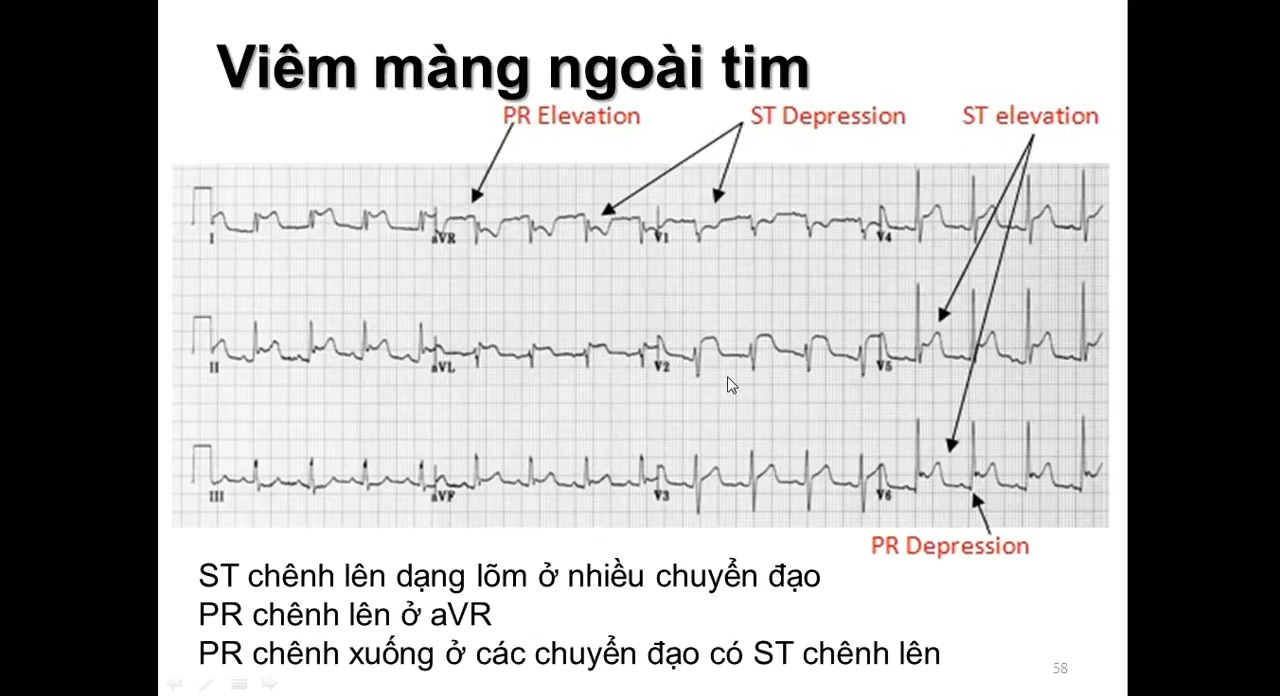 Viêm màng ngoài tim
PR Elevation
ST Depression
ST elevation
I
aVR
V1
V4
II
aVL
V2
V5
III
aVF
V3
V6
PR Depression
ST chênh lên dạng lõm ở nhiều chuyển đạo
PR chênh lên ở aVR
PR chênh xuống ở các chuyển đạo có ST chênh lên
58